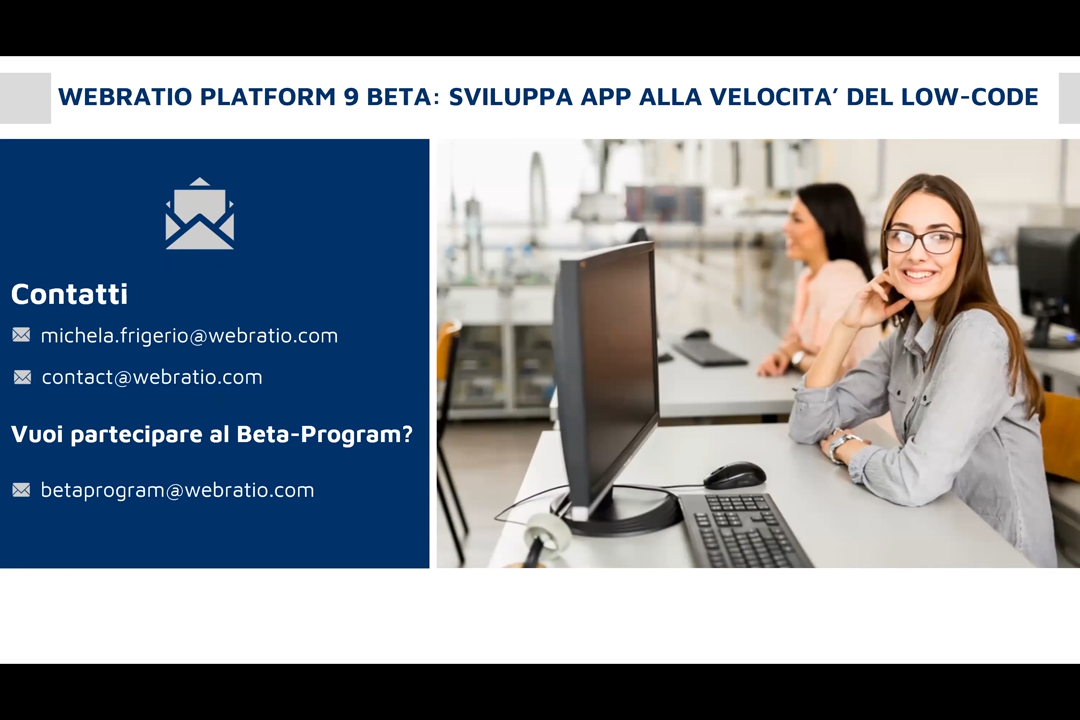 WEBRATIO PLATFORM 9 BETA: SVILUPPA APP ALLA VELOCITA’ DEL LOW-CODE
Contatti
michela.frigerio@webratio.com
contact@webratio.com
Vuoi partecipare al Beta-Program?
betaprogram@webratio.com